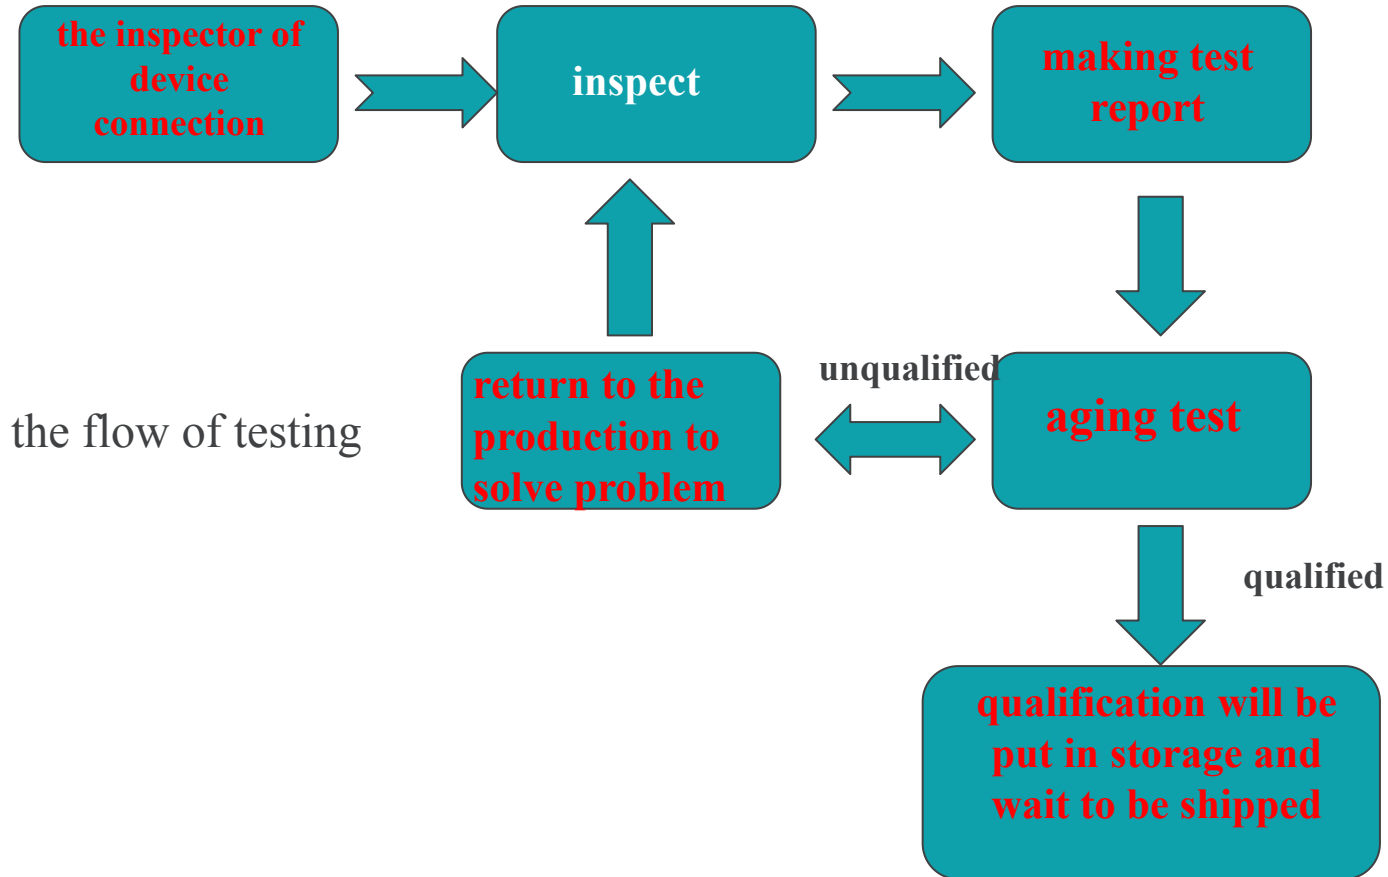 the inspector of
device
connection
inspect
making test
report
unqualified
return to the
production to
solve problem
aging test
the flow of testing
qualified
qualification will be
put in storage and
wait to be shipped